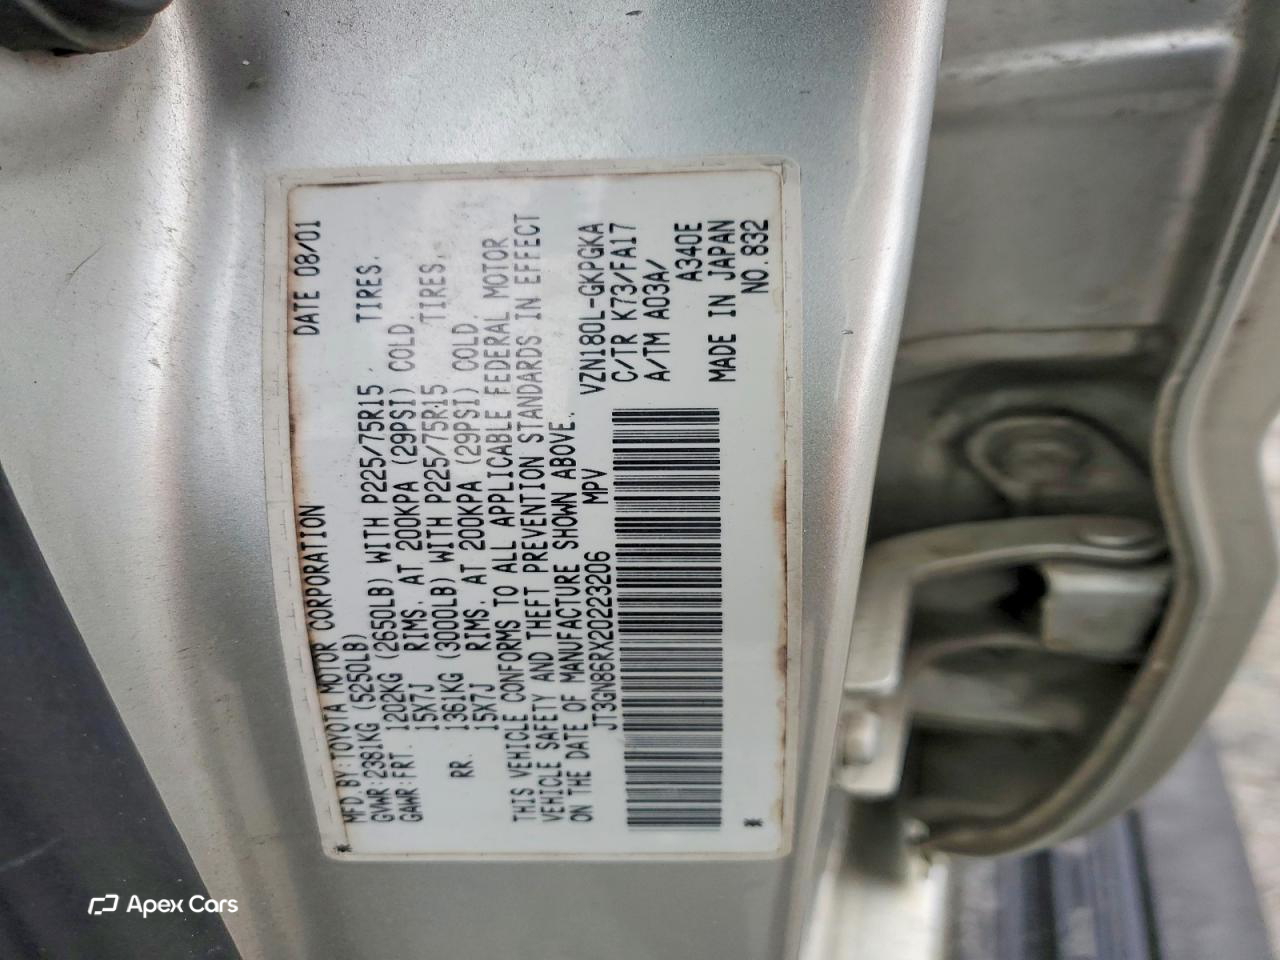 MFD BY:TOYOTA MOTOR CORPORATION DATE 08/01
GVWR:2381KG (5250LB)
GAWR:FRT. 1202KG (2650LB) WITH P225/75R15 TIRES.
15X7J RIMS. AT 200KPA (29PSI) COLD.
RR. 1361KG (3000LB) WITH P225/75R15 TIRES,
15X7J RIMS. AT 200KPA (29PSI) COLD.
THIS VEHICLE CONFORMS TO ALL APPLICABLE FEDERAL MOTOR
VEHICLE SAFETY AND THEFT PREVENTION STANDARDS IN EFFECT
ON THE DATE OF MANUFACTURE SHOWN ABOVE.
JT3GN86RX20223206 MPV
VZN180L-GKPGKA
C/TR K73/FA17
A/TM A03A/
A340E
MADE IN JAPAN
NO.832
* *
Apex Cars